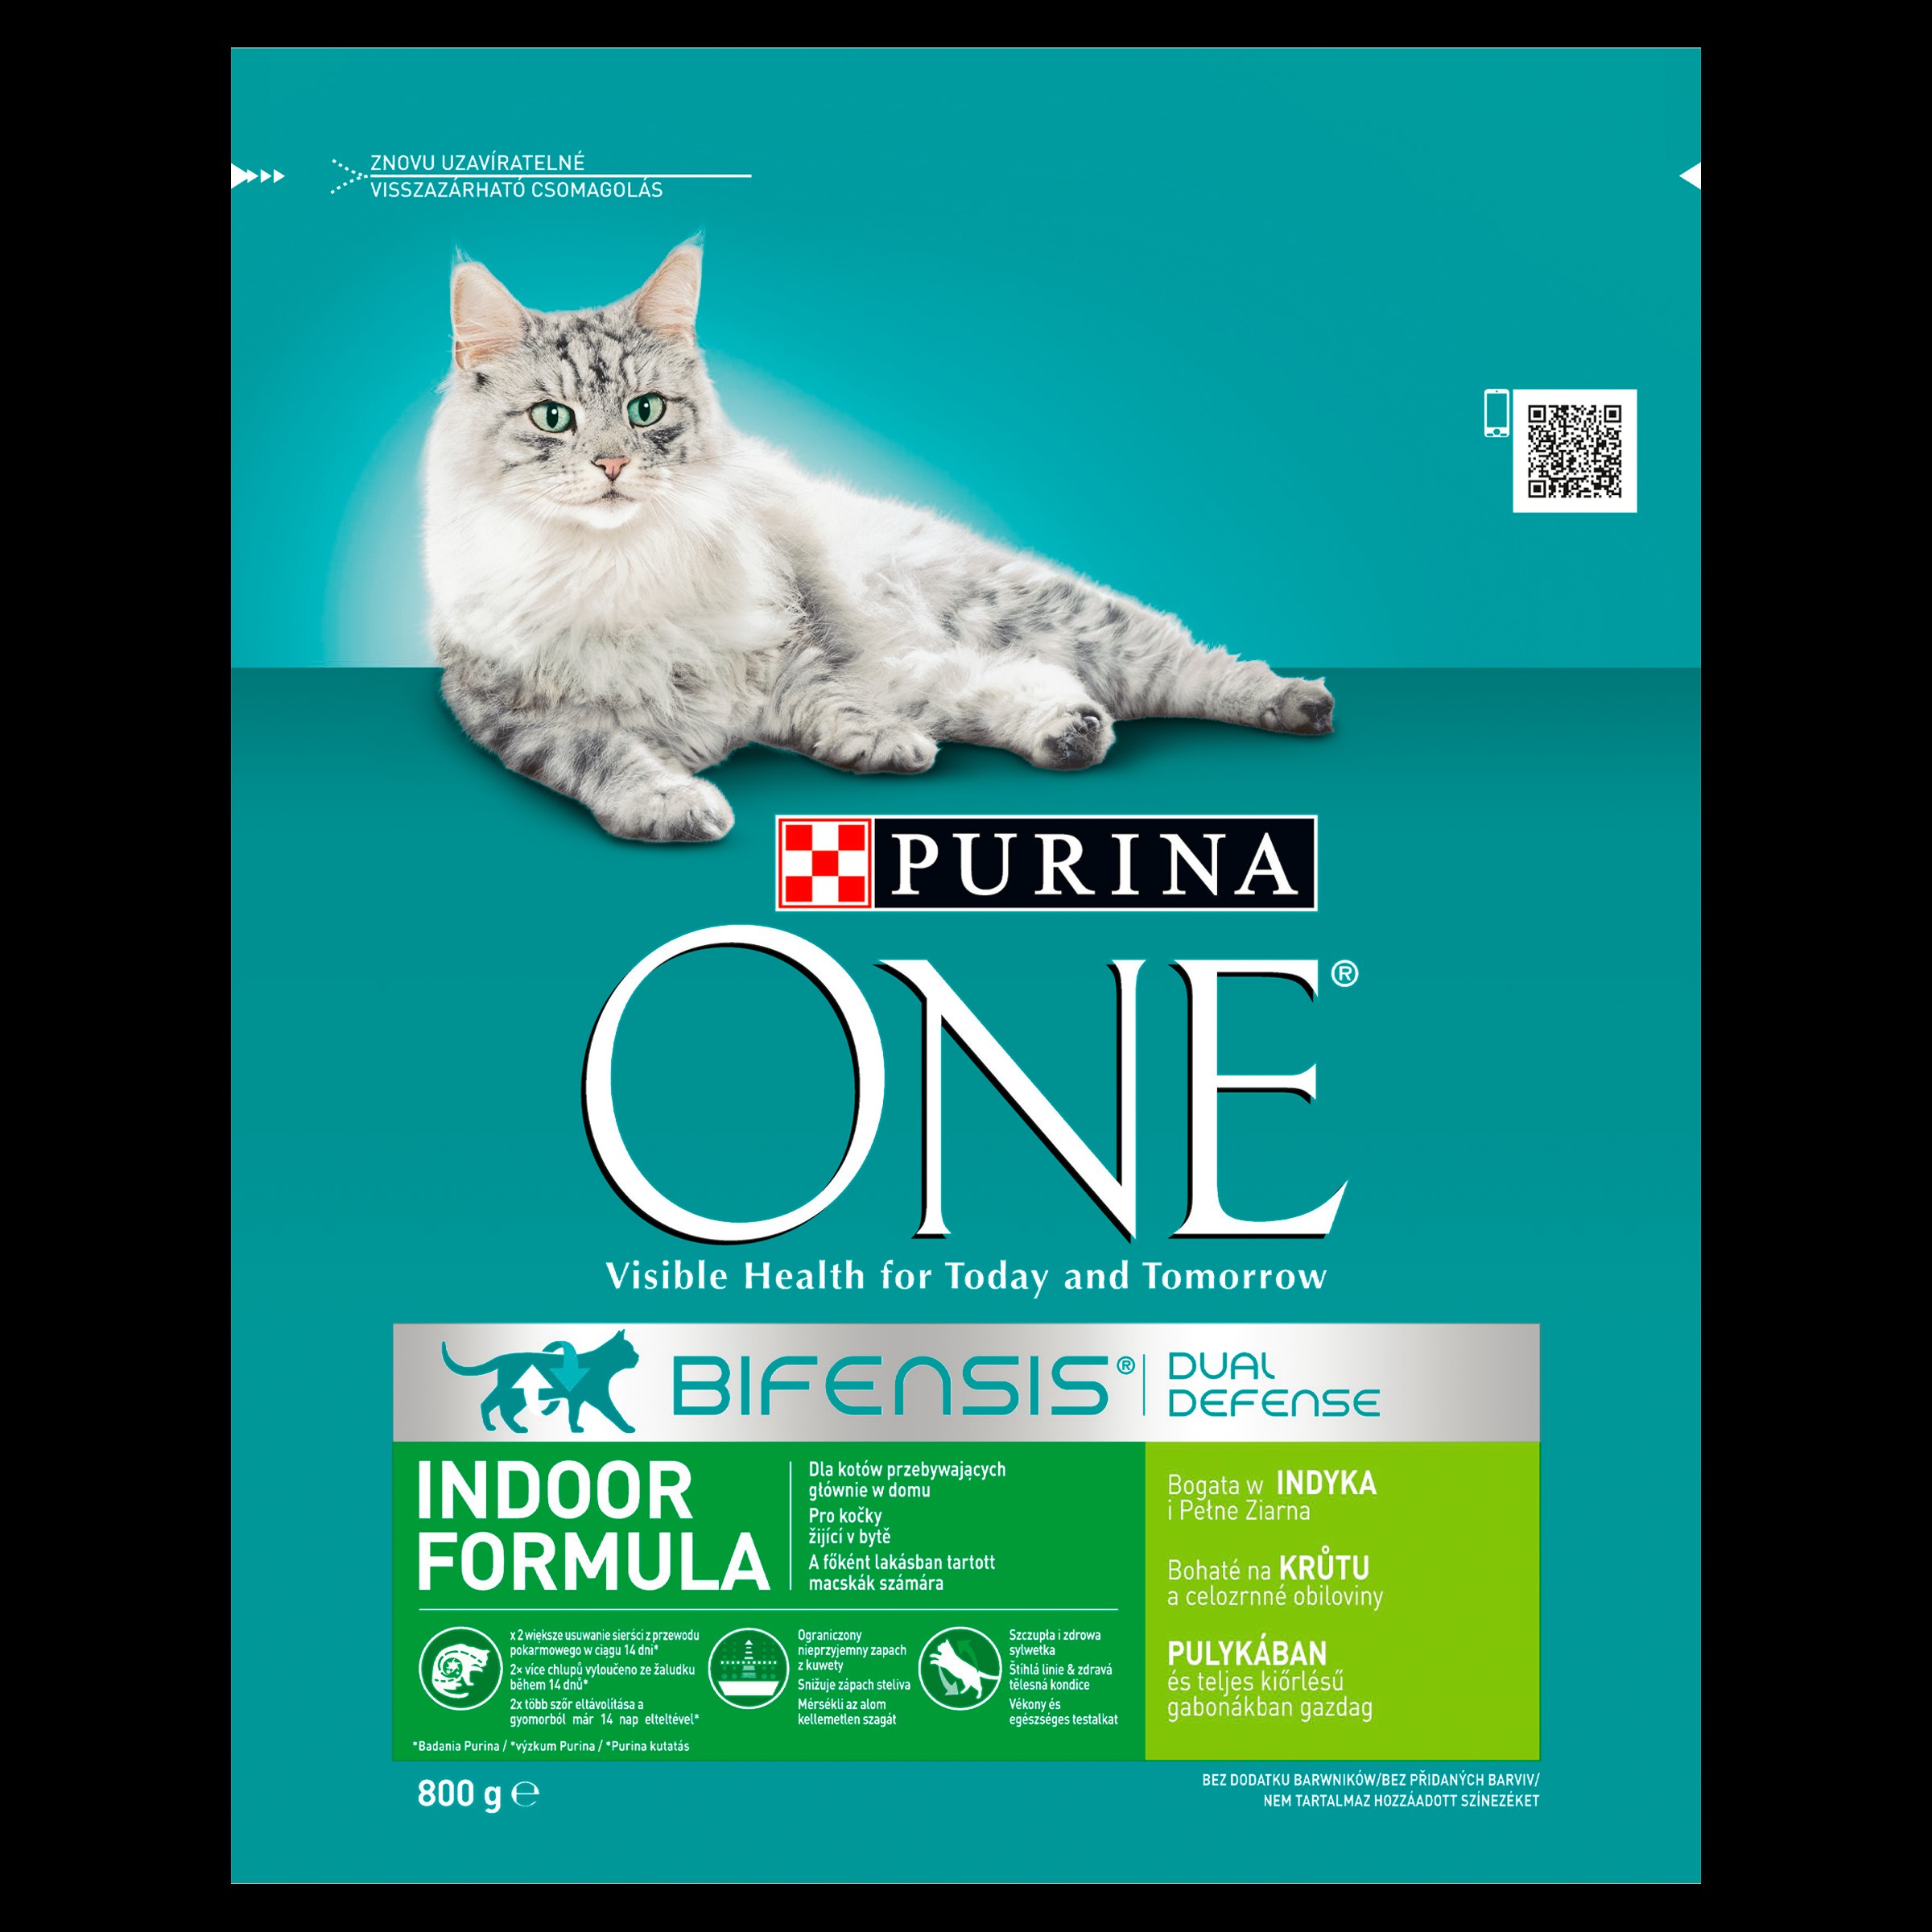 ZNOVU UZAVÍRATELNÉ
VISSZAZÁRHATÓ CSOMAGOLÁS
PURINA
ONE®
Visible Health for Today and Tomorrow
BIFENSIS®
DUAL
DEFENSE
INDOOR
FORMULA
Dla kotów przebywających
głównie w domu
Pro kočky
žijící v bytě
A főként lakásban tartott
macskák számára
Bogata w INDYKA
i Pełne Ziarna
Bohaté na KRŮTU
a celozrnné obiloviny
PULYKÁBAN
és teljes kiőrlésű
gabonákban gazdag
x 2 większe usuwanie sierści z przewodu
pokarmowego w ciągu 14 dni*
2x více chlupů vyloučeno ze žaludku
během 14 dnů*
2x több szőr eltávolítása a
gyomorból már 14 nap elteltével*
Ograniczony
nieprzyjemny zapach
z kuwety
Snižuje zápach steliva
Mérsékli az alom
kellemetlen szagát
Szczupła i zdrowa
sylwetka
Štíhlá linie & zdravá
tělesná kondice
Vékony és
egészséges testalkat
*Badania Purina / *výzkum Purina / *Purina kutatás
800 g ℮
BEZ DODATKU BARWNIKÓW/BEZ PŘIDANÝCH BARVIV/
NEM TARTALMAZ HOZZÁADOTT SZÍNEZÉKET